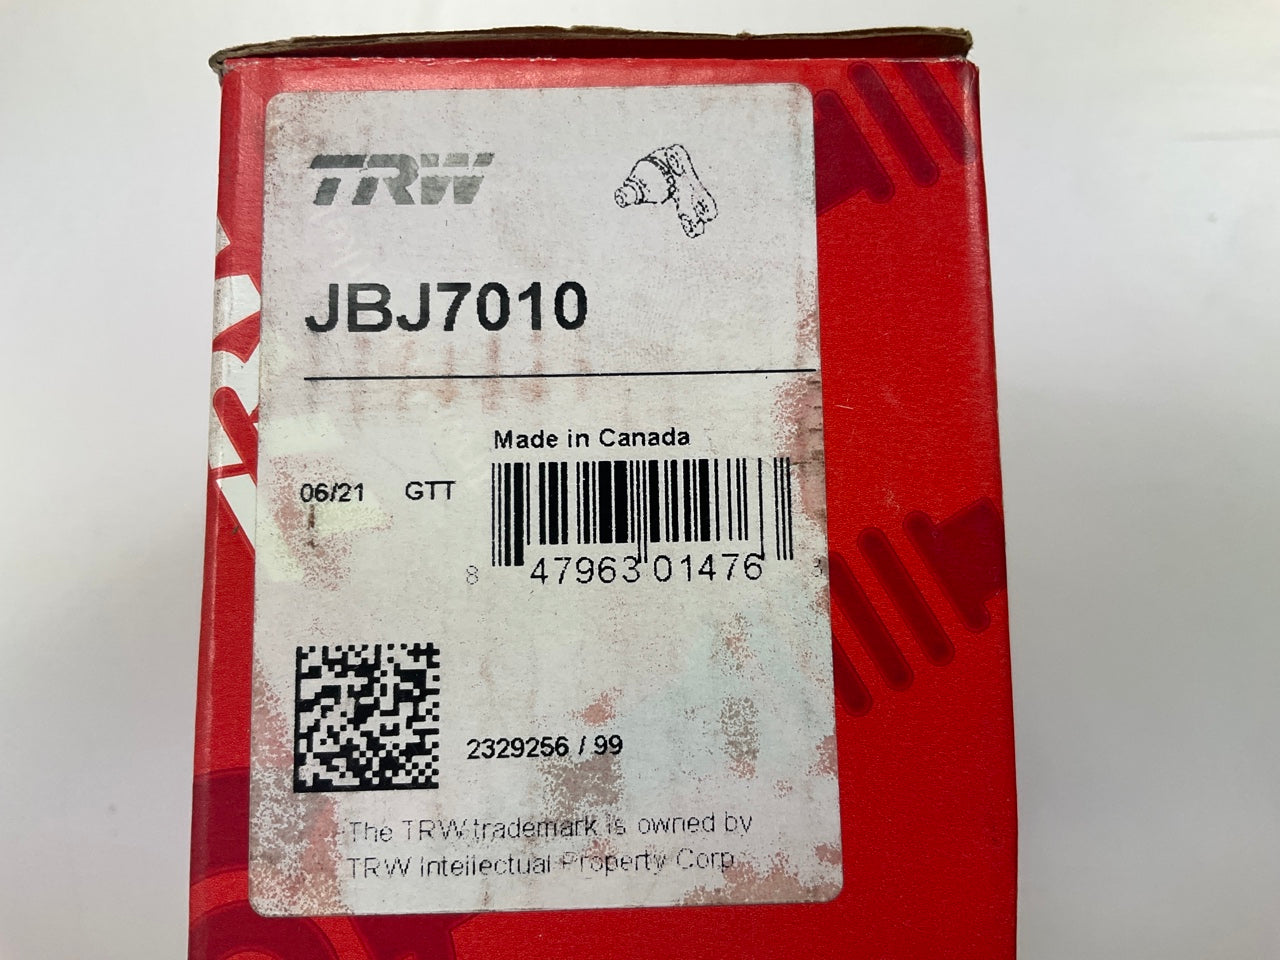 TRW
JBJ7010
Made in Canada
06/21 GTT
8 47963 01476 3
2329256 / 99
The TRW trademark is owned by
TRW Intellectual Property Corp